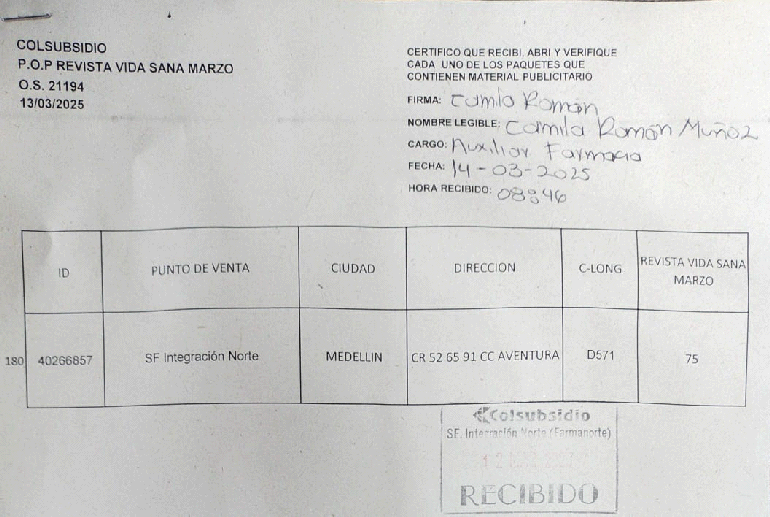 COLSUBSIDIO
P.O.P REVISTA VIDA SANA MARZO
O.S. 21194
13/03/2025
CERTIFICO QUE RECIBI, ABRI Y VERIFIQUE
CADA UNO DE LOS PAQUETES QUE
CONTIENEN MATERIAL PUBLICITARIO
FIRMA: Camila Román
NOMBRE LEGIBLE: Camila Román Muñoz
CARGO: Auxiliar Farmacia
FECHA: 14-03-2025
HORA RECIBIDO: 08:46
ID PUNTO DE VENTA CIUDAD DIRECCION C-LONG REVISTA VIDA SANA MARZO
180 40266857 SF Integración Norte MEDELLIN CR 52 65 91 CC AVENTURA D571 75
Colsubsidio
SF. Integración Norte (Farmanorte)
RECIBIDO